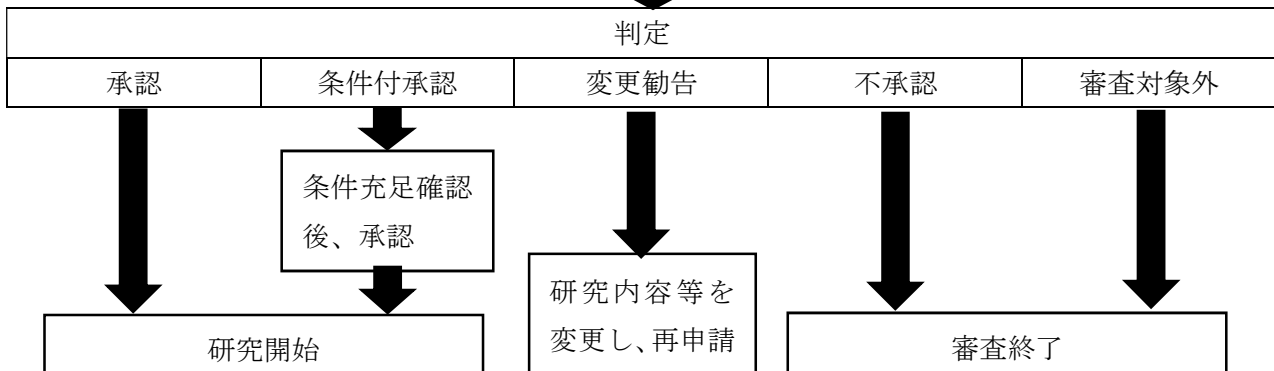 判定
承認
条件付承認
変更勧告
不承認
審査対象外
条件充足確認
後、承認
研究内容等を
変更し、再申請
研究開始
審査終了